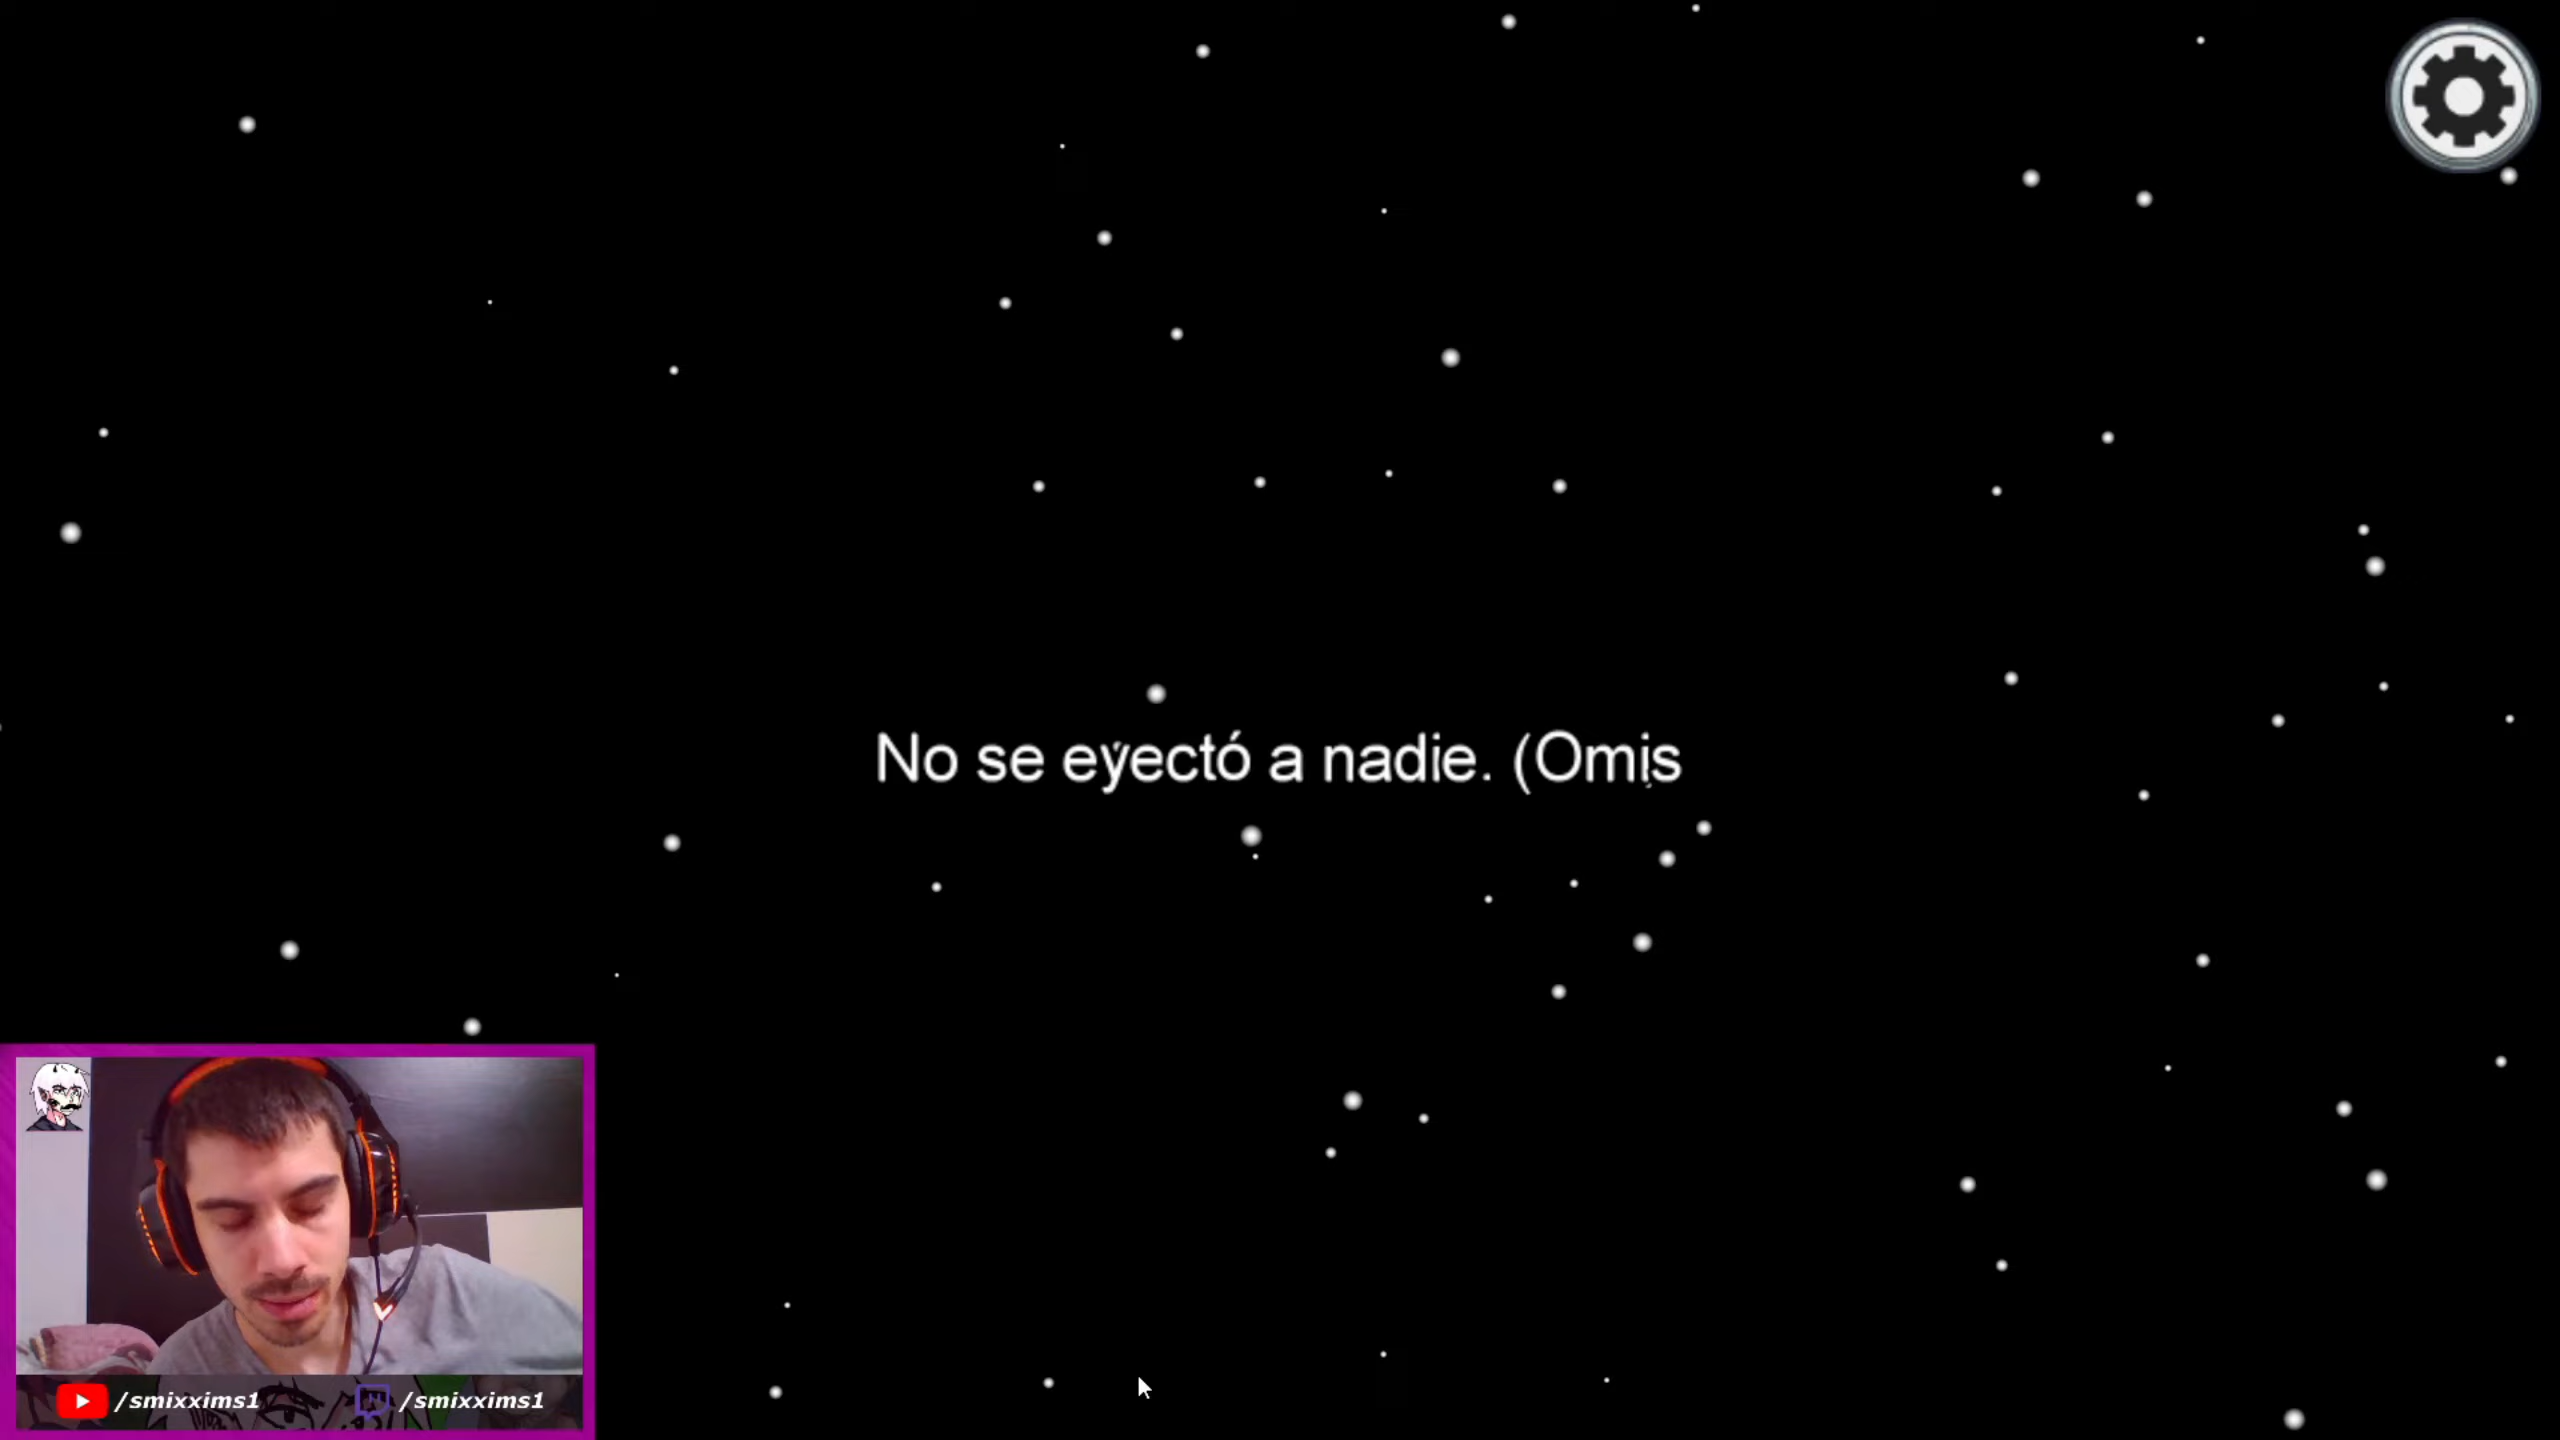 No se eyectó a nadie. (Omis
/smixxims1 /smixxims1